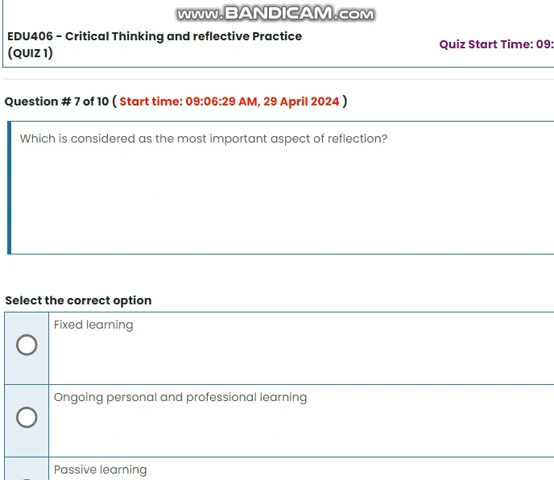 www.BANDICAM.com
EDU406 - Critical Thinking and reflective Practice
(QUIZ 1)
Quiz Start Time: 09:
Question # 7 of 10 ( Start time: 09:06:29 AM, 29 April 2024 )
Which is considered as the most important aspect of reflection?
Select the correct option
Fixed learning
Ongoing personal and professional learning
Passive learning